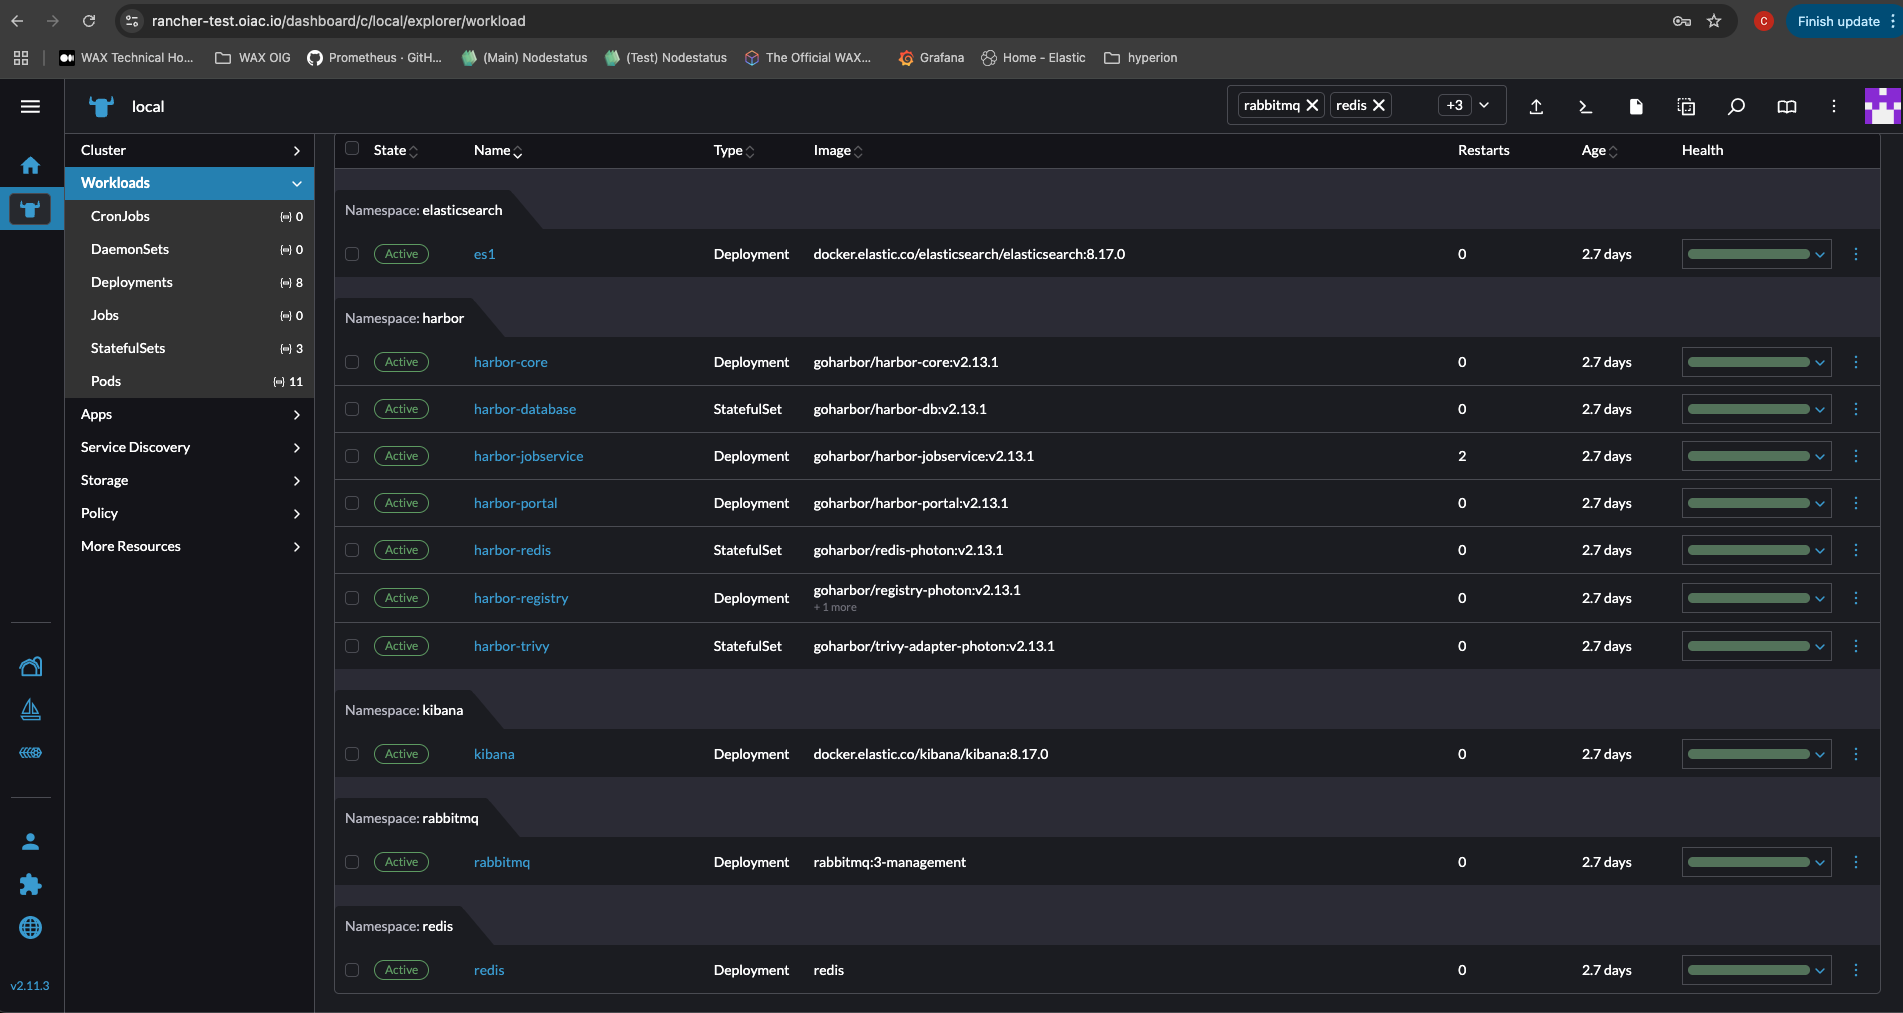 rancher-test.oiac.io/dashboard/c/local/explorer/workload
C
Finish update
WAX Technical Ho...
WAX OIG
Prometheus · GitH...
(Main) Nodestatus
(Test) Nodestatus
The Official WAX...
Grafana
Home - Elastic
hyperion
local
rabbitmq
redis
+3
Cluster
Workloads
CronJobs 0
DaemonSets 0
Deployments 8
Jobs 0
StatefulSets 3
Pods 11
Apps
Service Discovery
Storage
Policy
More Resources
v2.11.3
State Name Type Image Restarts Age Health
Namespace: elasticsearch
Active es1 Deployment docker.elastic.co/elasticsearch/elasticsearch:8.17.0 0 2.7 days
Namespace: harbor
Active harbor-core Deployment goharbor/harbor-core:v2.13.1 0 2.7 days
Active harbor-database StatefulSet goharbor/harbor-db:v2.13.1 0 2.7 days
Active harbor-jobservice Deployment goharbor/harbor-jobservice:v2.13.1 2 2.7 days
Active harbor-portal Deployment goharbor/harbor-portal:v2.13.1 0 2.7 days
Active harbor-redis StatefulSet goharbor/redis-photon:v2.13.1 0 2.7 days
Active harbor-registry Deployment goharbor/registry-photon:v2.13.1 0 2.7 days
+ 1 more
Active harbor-trivy StatefulSet goharbor/trivy-adapter-photon:v2.13.1 0 2.7 days
Namespace: kibana
Active kibana Deployment docker.elastic.co/kibana/kibana:8.17.0 0 2.7 days
Namespace: rabbitmq
Active rabbitmq Deployment rabbitmq:3-management 0 2.7 days
Namespace: redis
Active redis Deployment redis 0 2.7 days